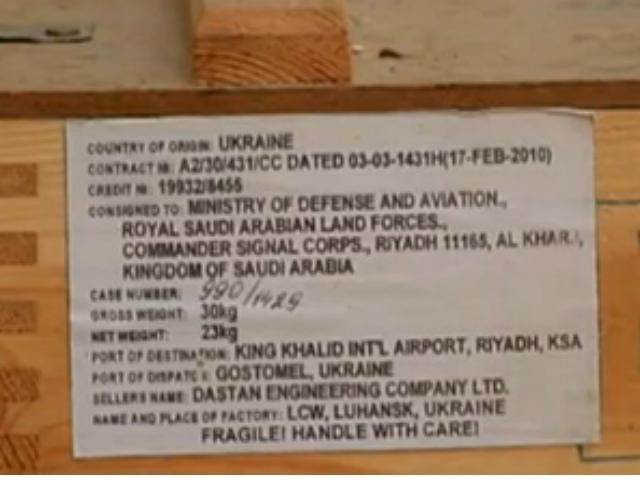 COUNTRY OF ORIGIN: UKRAINE
CONTRACT №: A2/30/431/CC DATED 03-03-1431H(17-FEB-2010)
CREDIT №: 19932/8455
CONSIGNED TO: MINISTRY OF DEFENSE AND AVIATION.,
ROYAL SAUDI ARABIAN LAND FORCES.,
COMMANDER SIGNAL CORPS., RIYADH 11165, AL KHARJ,
KINGDOM OF SAUDI ARABIA
CASE NUMBER: 990/1429
GROSS WEIGHT: 30kg
NET WEIGHT: 23kg
PORT OF DESTINATION: KING KHALID INT'L AIRPORT, RIYADH, KSA
PORT OF DISPATCH: GOSTOMEL, UKRAINE
SELLERS NAME: DASTAN ENGINEERING COMPANY LTD.
NAME AND PLACE OF FACTORY: LCW, LUHANSK, UKRAINE
FRAGILE! HANDLE WITH CARE!